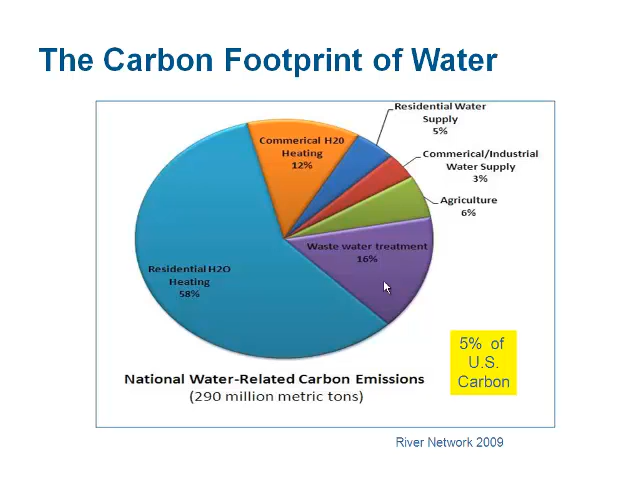 The Carbon Footprint of Water
Residential Water
Supply
5%
Commerical H20
Heating
12%
Commerical/Industrial
Water Supply
3%
Agriculture
6%
Waste water treatment
16%
Residential H2O
Heating
58%
National Water-Related Carbon Emissions
(290 million metric tons)
5% of
U.S.
Carbon
River Network 2009